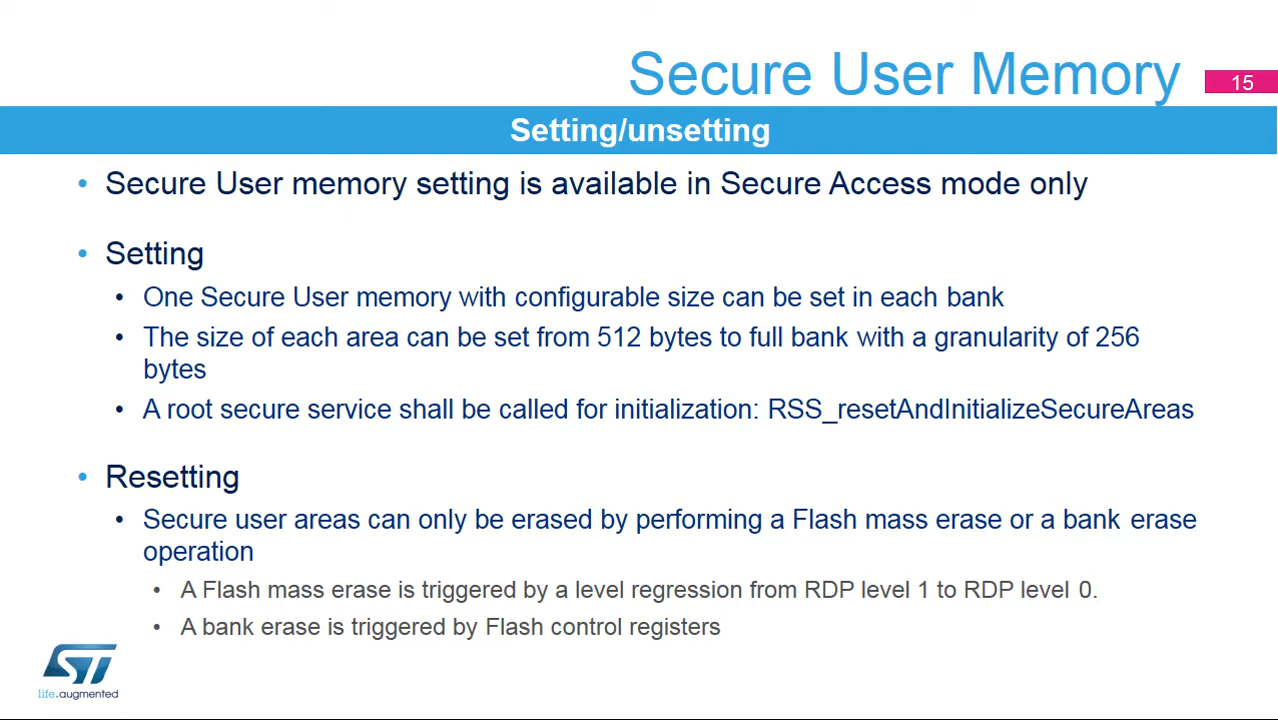 Secure User Memory
15
Setting/unsetting
• Secure User memory setting is available in Secure Access mode only
• Setting
• One Secure User memory with configurable size can be set in each bank
• The size of each area can be set from 512 bytes to full bank with a granularity of 256
bytes
• A root secure service shall be called for initialization: RSS_resetAndInitializeSecureAreas
• Resetting
• Secure user areas can only be erased by performing a Flash mass erase or a bank erase
operation
• A Flash mass erase is triggered by a level regression from RDP level 1 to RDP level 0.
• A bank erase is triggered by Flash control registers
ST
life.augmented